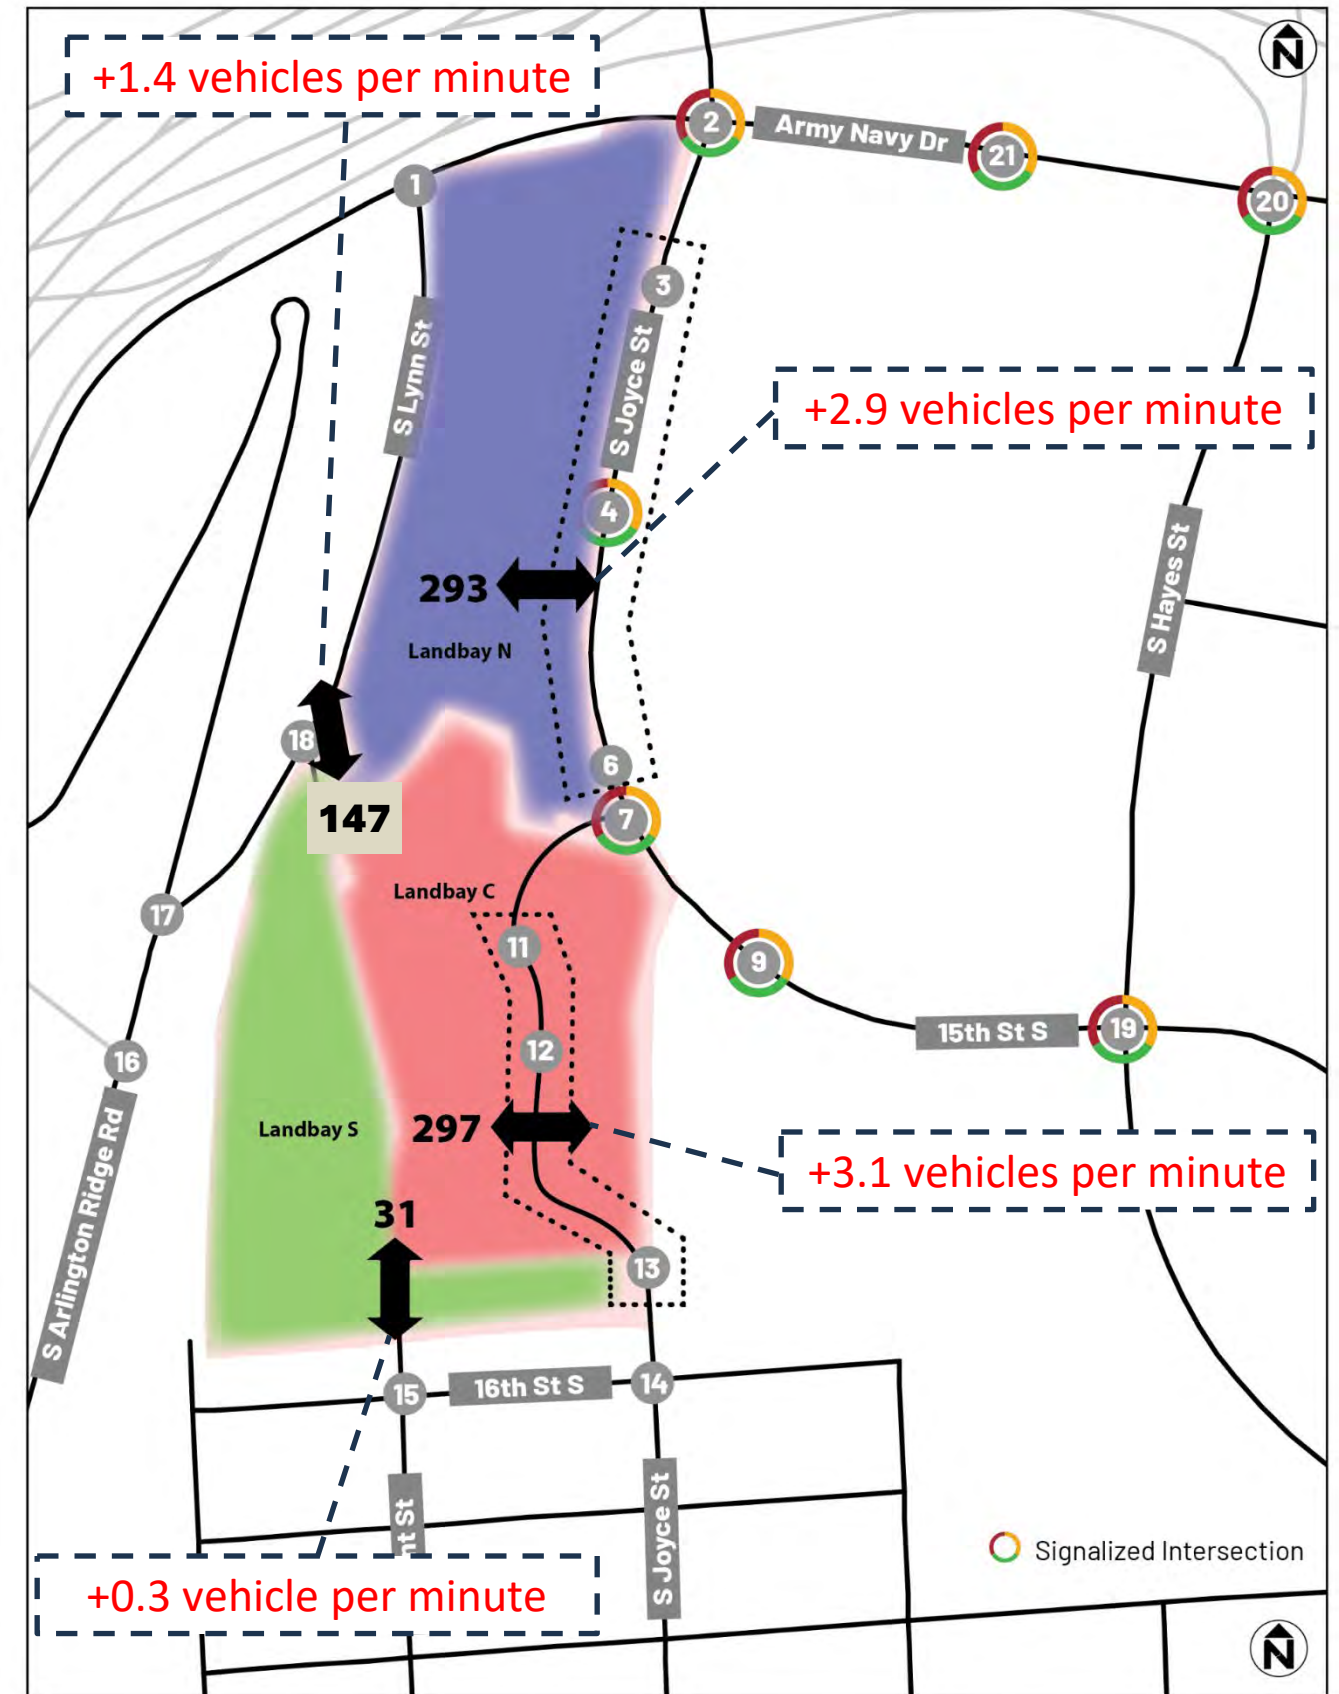 N
+1.4 vehicles per minute
2
Army Navy Dr
21
1
20
3
S Lynn St
S Joyce St
+2.9 vehicles per minute
4
293
S Hayes St
Landbay N
18
6
147
7
Landbay C
17
11
9
15th St S
19
12
16
Landbay S
297
S Arlington Ridge Rd
+3.1 vehicles per minute
31
13
15
16th St S
14
nt St
S Joyce St
Signalized Intersection
+0.3 vehicle per minute
N